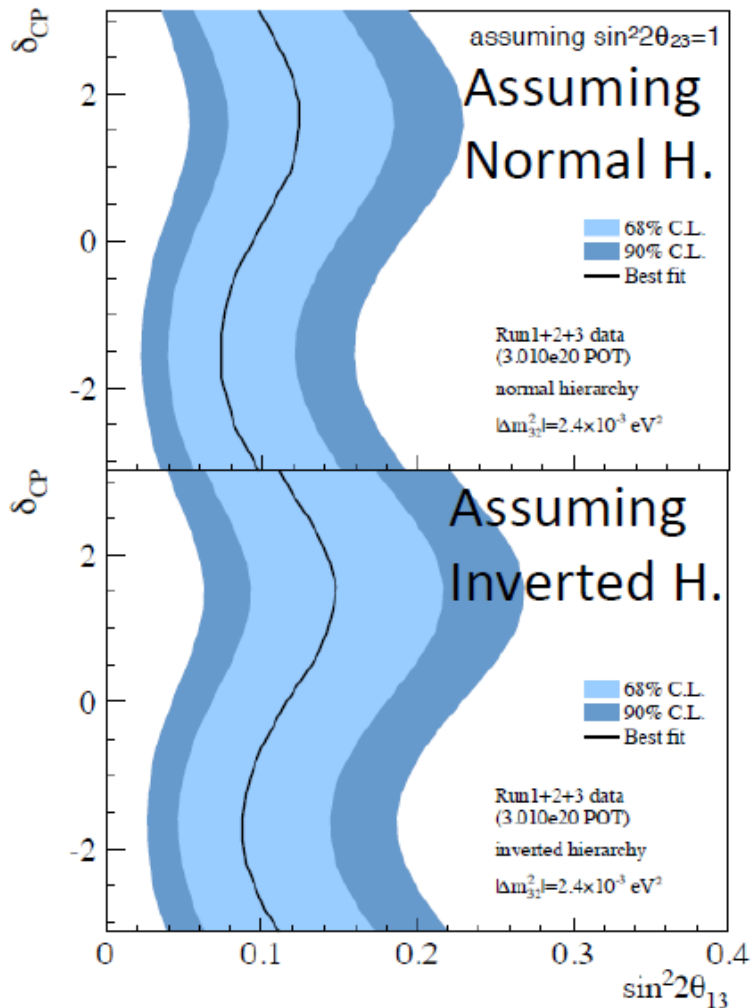 δCP
assuming sin²2θ₂₃=1
Assuming
Normal H.
2
0
-2
68% C.L.
90% C.L.
Best fit
Run1+2+3 data
(3.010e20 POT)
normal hierarchy
|Δm²₃₂|=2.4×10⁻³ eV²
δCP
Assuming
Inverted H.
2
0
-2
68% C.L.
90% C.L.
Best fit
Run1+2+3 data
(3.010e20 POT)
inverted hierarchy
|Δm²₃₂|=2.4×10⁻³ eV²
0 0.1 0.2 0.3 0.4
sin²2θ₁₃